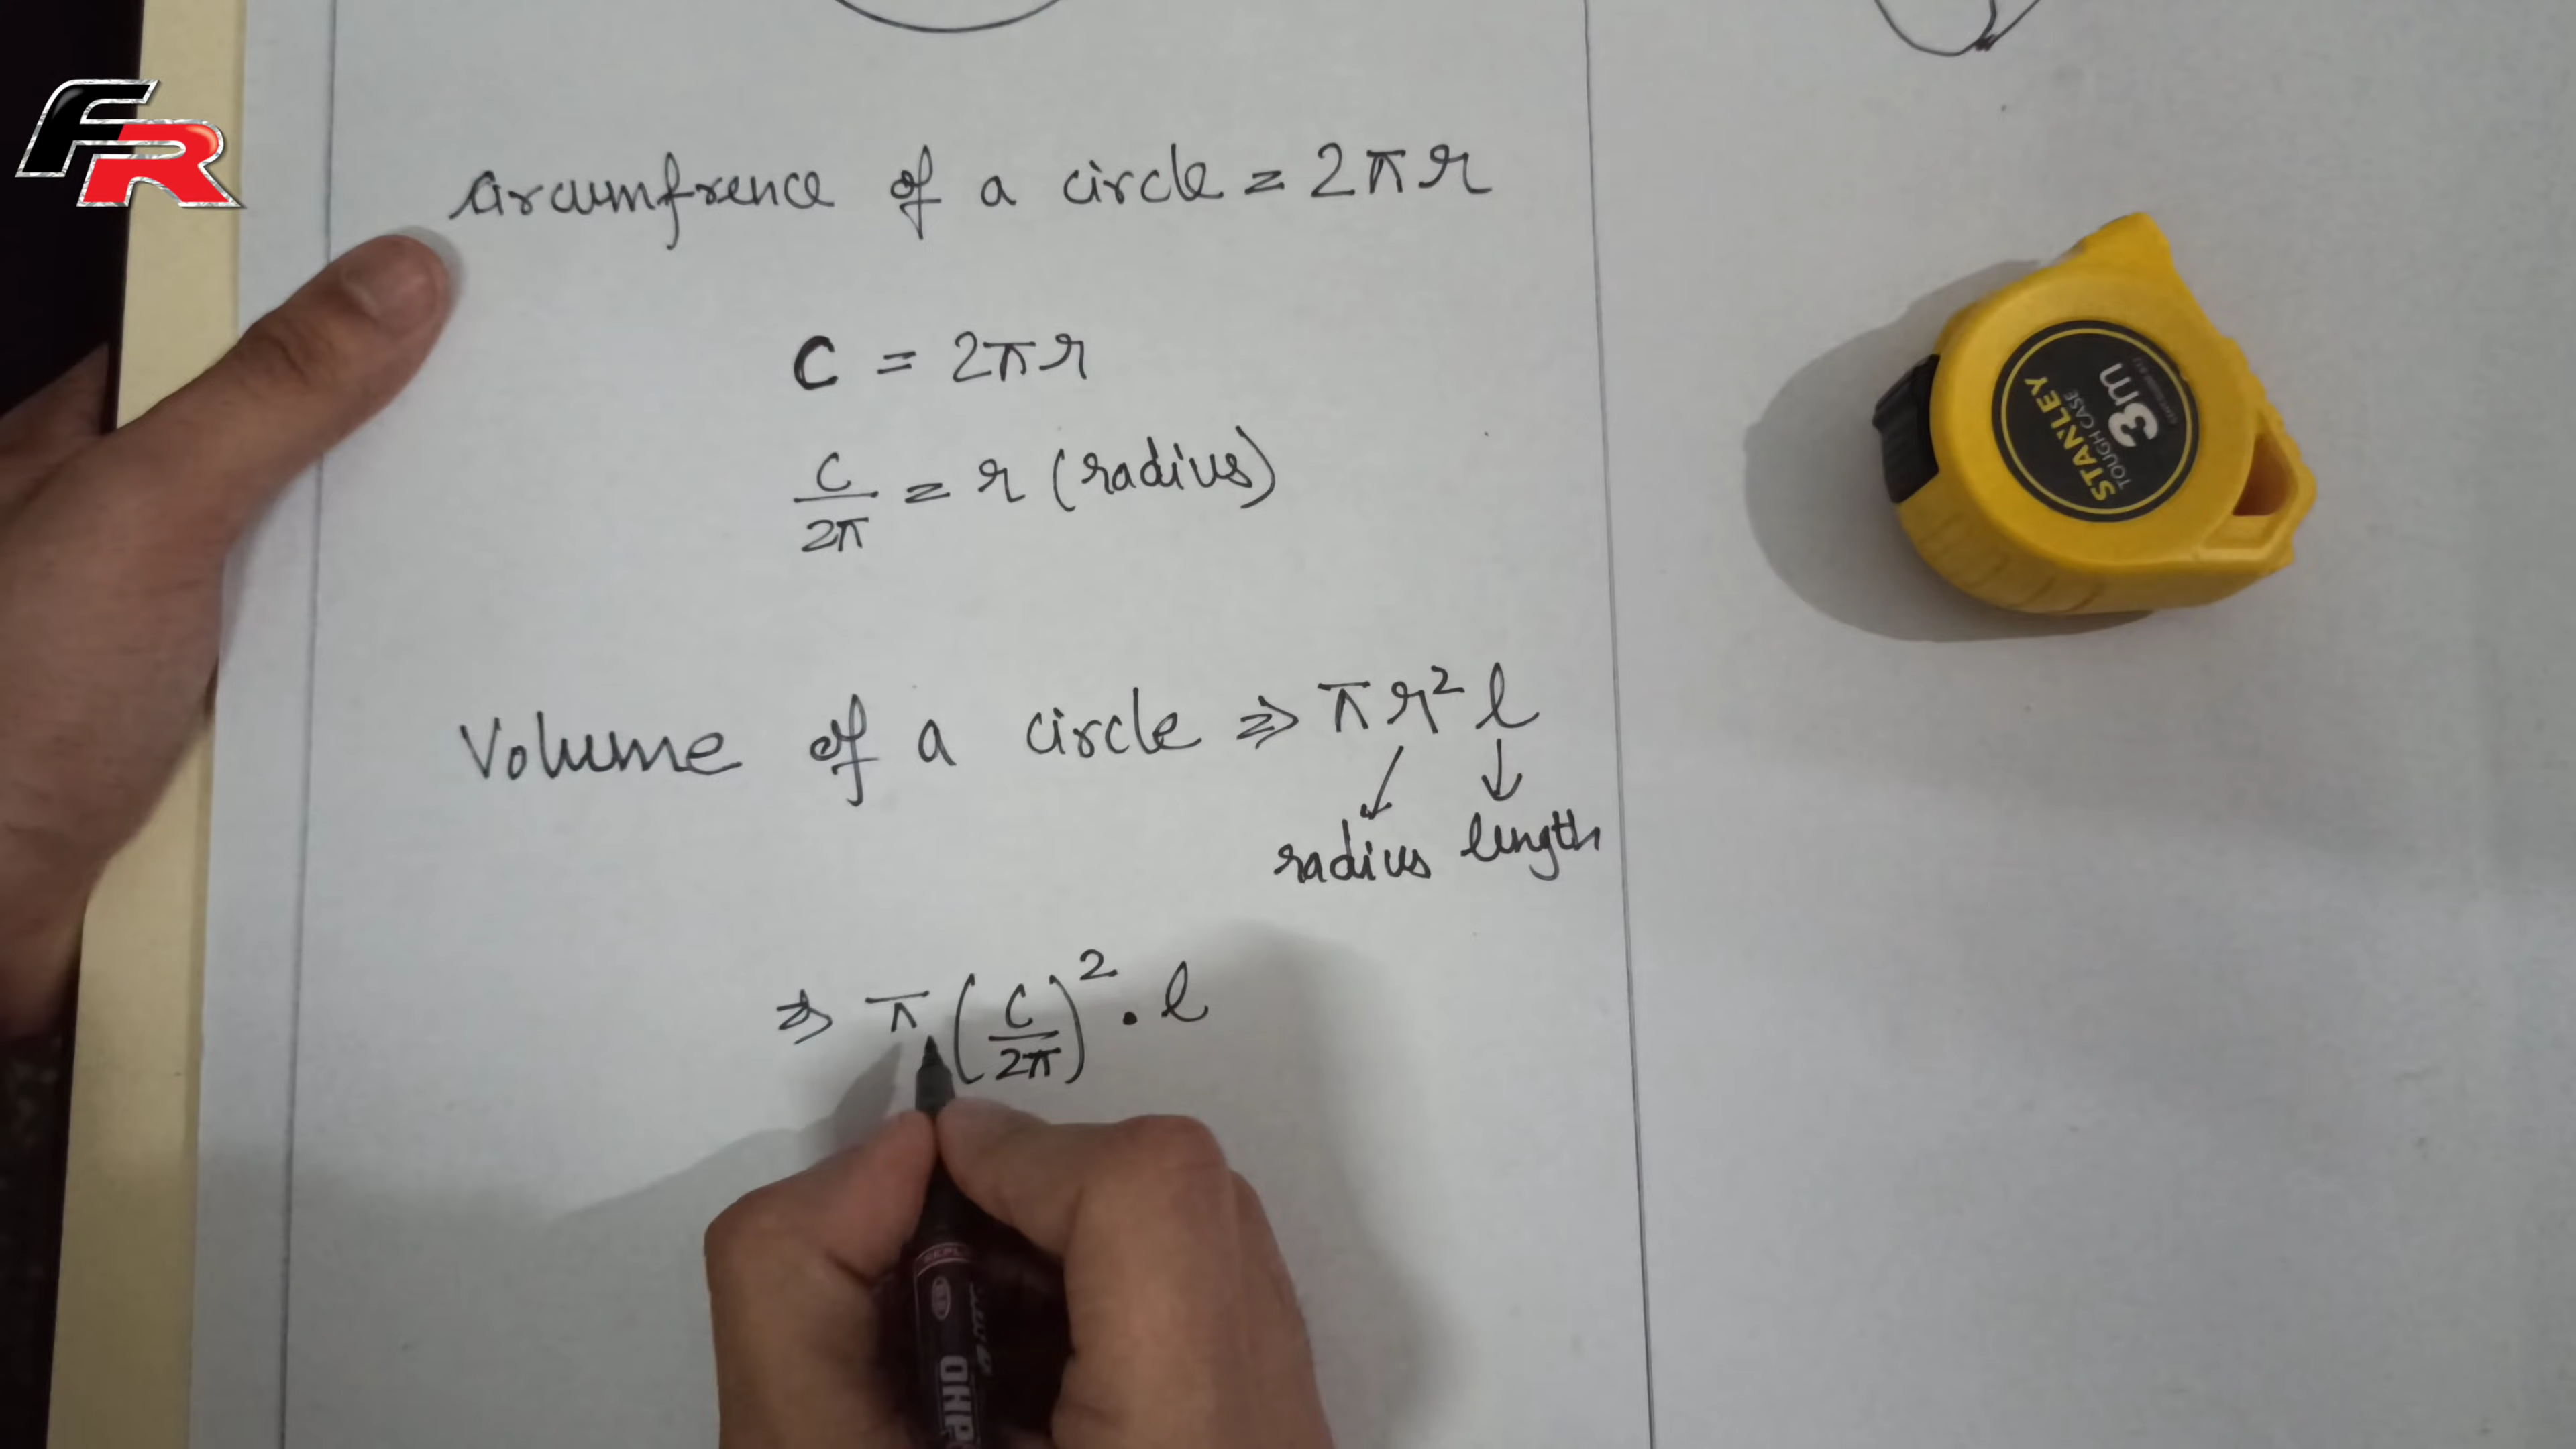 FR
Circumfrence of a circle = 2πr
C = 2πr
C/2π = r (radius)
Volume of a circle ⇒ πr² l
radius length
⇒ π (C/2π)² . l
STANLEY
TOUGH CASE
3m